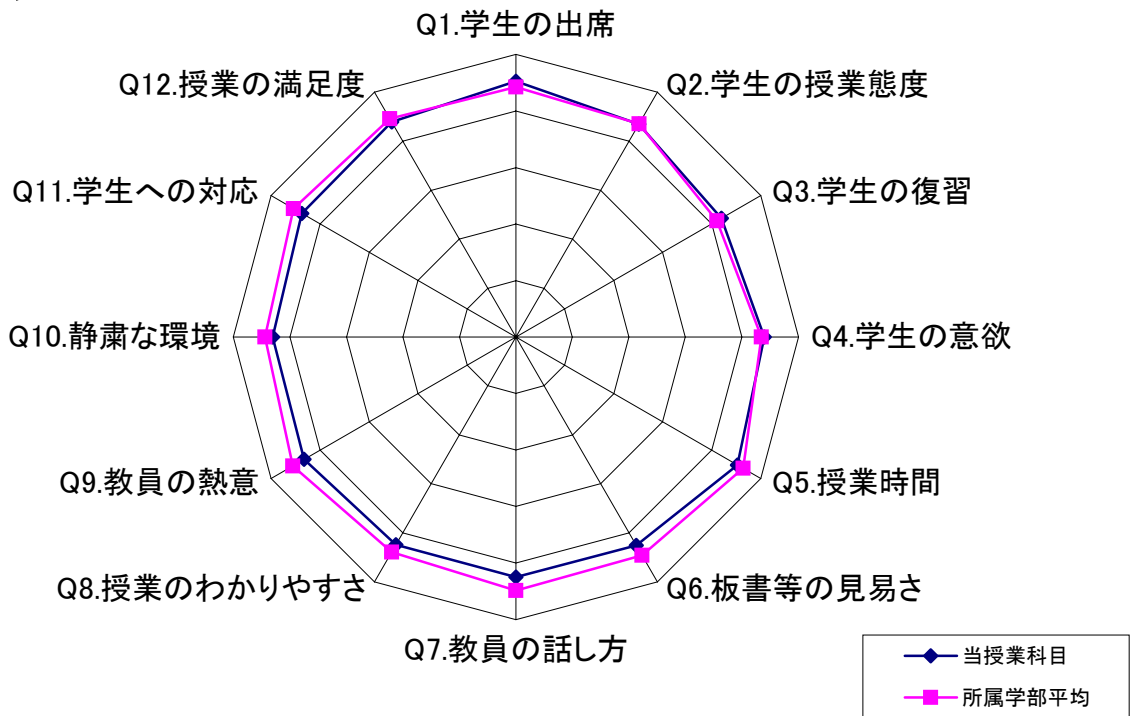 Q1.学生の出席
Q2.学生の授業態度
Q3.学生の復習
Q4.学生の意欲
Q5.授業時間
Q6.板書等の見易さ
Q7.教員の話し方
Q8.授業のわかりやすさ
Q9.教員の熱意
Q10.静粛な環境
Q11.学生への対応
Q12.授業の満足度
当授業科目
所属学部平均